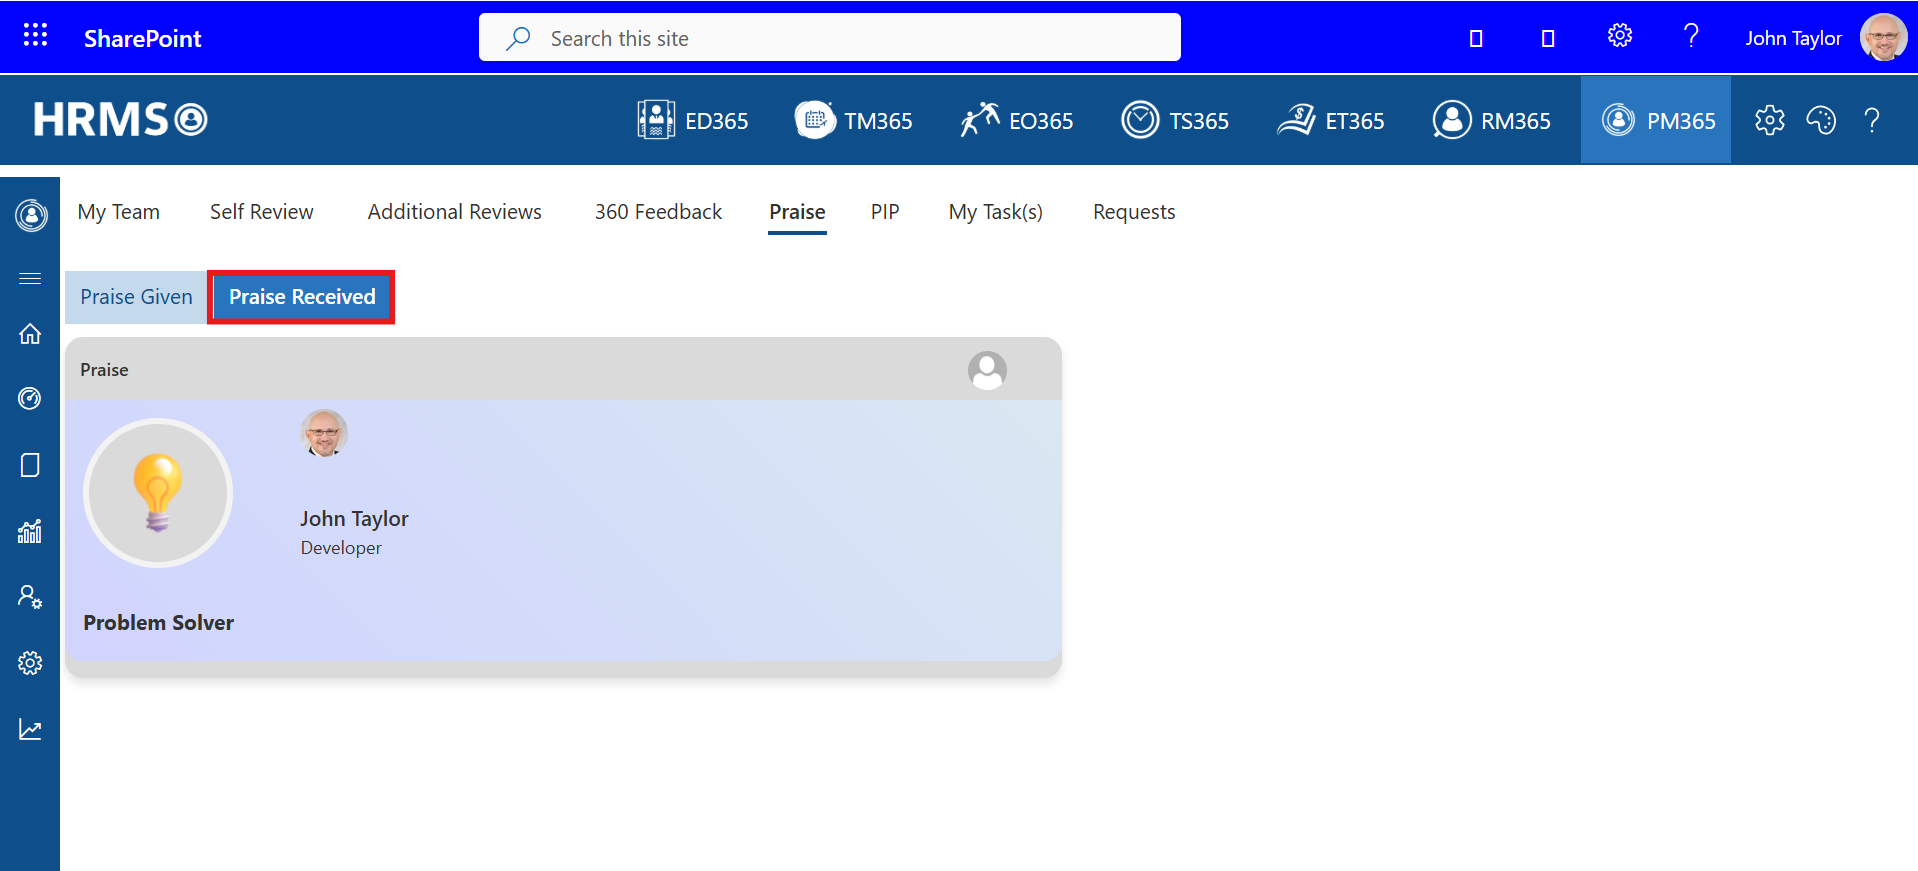 SharePoint
Search this site
John Taylor
HRMS
ED365
TM365
EO365
TS365
ET365
RM365
PM365
My Team
Self Review
Additional Reviews
360 Feedback
Praise
PIP
My Task(s)
Requests
Praise Given
Praise Received
Praise
John Taylor
Developer
Problem Solver